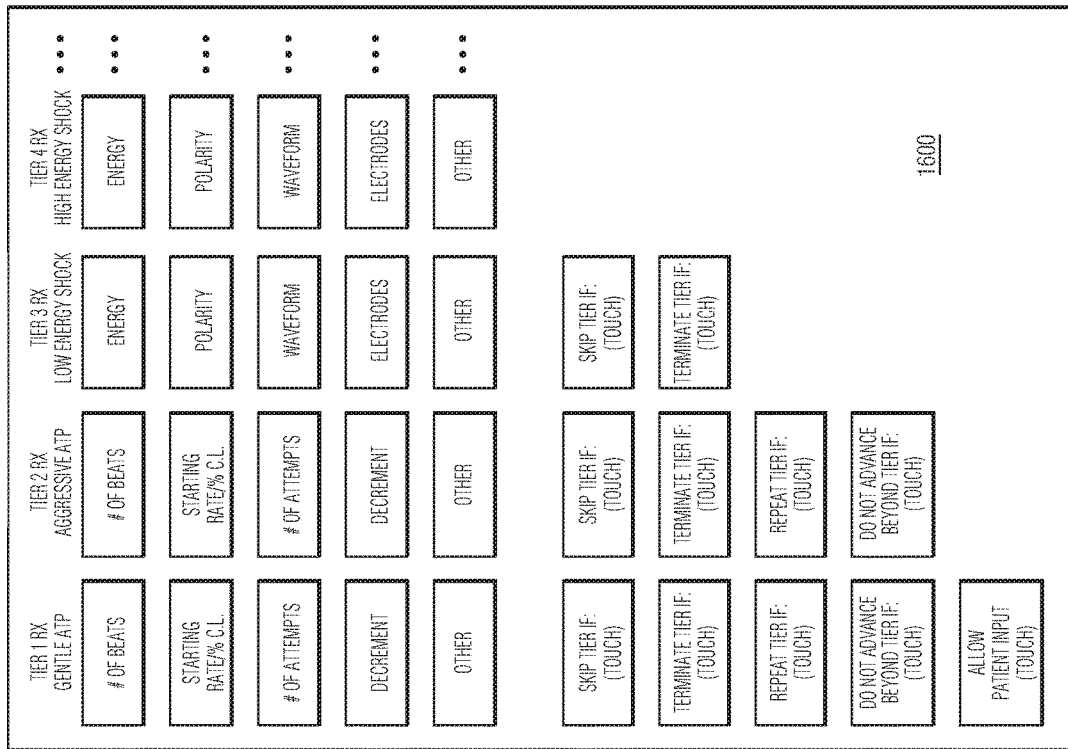 TIER 1 RX
GENTLE ATP
# OF BEATS
STARTING
RATE/% C.L.
# OF ATTEMPTS
DECREMENT
OTHER
SKIP TIER IF:
(TOUCH)
TERMINATE TIER IF:
(TOUCH)
REPEAT TIER IF:
(TOUCH)
DO NOT ADVANCE
BEYOND TIER IF:
(TOUCH)
ALLOW
PATIENT INPUT
(TOUCH)
TIER 2 RX
AGGRESSIVE ATP
# OF BEATS
STARTING
RATE/% C.L.
# OF ATTEMPTS
DECREMENT
OTHER
SKIP TIER IF:
(TOUCH)
TERMINATE TIER IF:
(TOUCH)
REPEAT TIER IF:
(TOUCH)
DO NOT ADVANCE
BEYOND TIER IF:
(TOUCH)
TIER 3 RX
LOW ENERGY SHOCK
ENERGY
POLARITY
WAVEFORM
ELECTRODES
OTHER
SKIP TIER IF:
(TOUCH)
TERMINATE TIER IF:
(TOUCH)
TIER 4 RX
HIGH ENERGY SHOCK
ENERGY
POLARITY
WAVEFORM
ELECTRODES
OTHER
1600